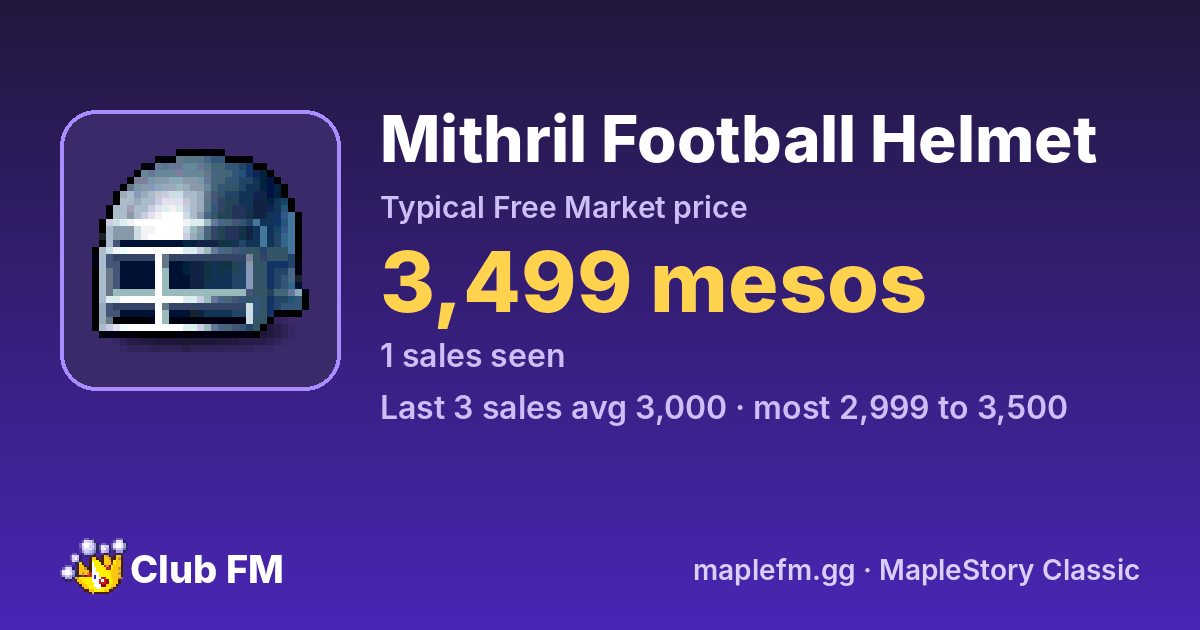 Mithril Football Helmet
Typical Free Market price
3,499 mesos
1 sales seen
Last 3 sales avg 3,000 · most 2,999 to 3,500
Club FM
maplefm.gg · MapleStory Classic